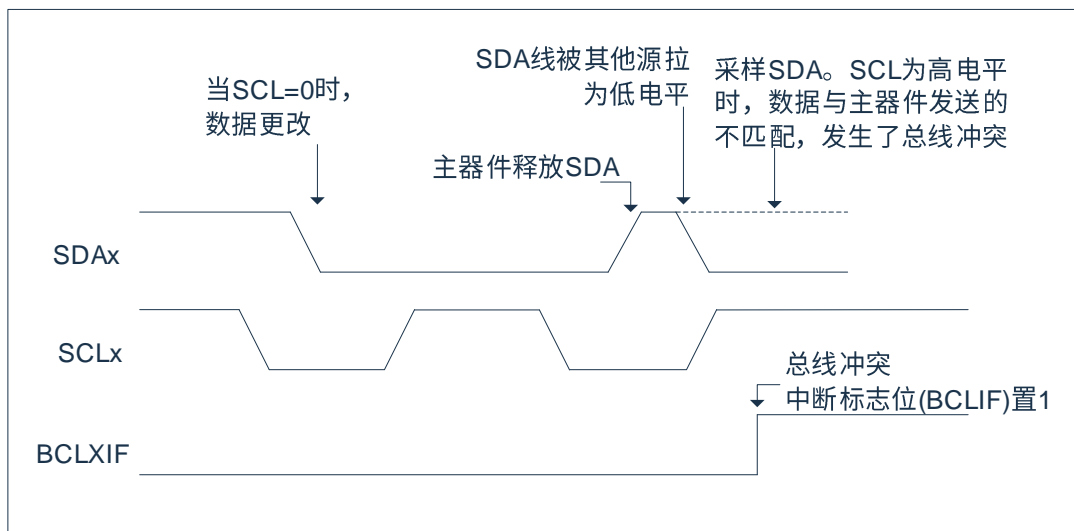 当SCL=0时，
数据更改
SDA线被其他源拉
为低电平
采样SDA。SCL为高电平
时，数据与主器件发送的
不匹配，发生了总线冲突
主器件释放SDA
SDAx
SCLx
总线冲突
中断标志位(BCLIF)置1
BCLXIF